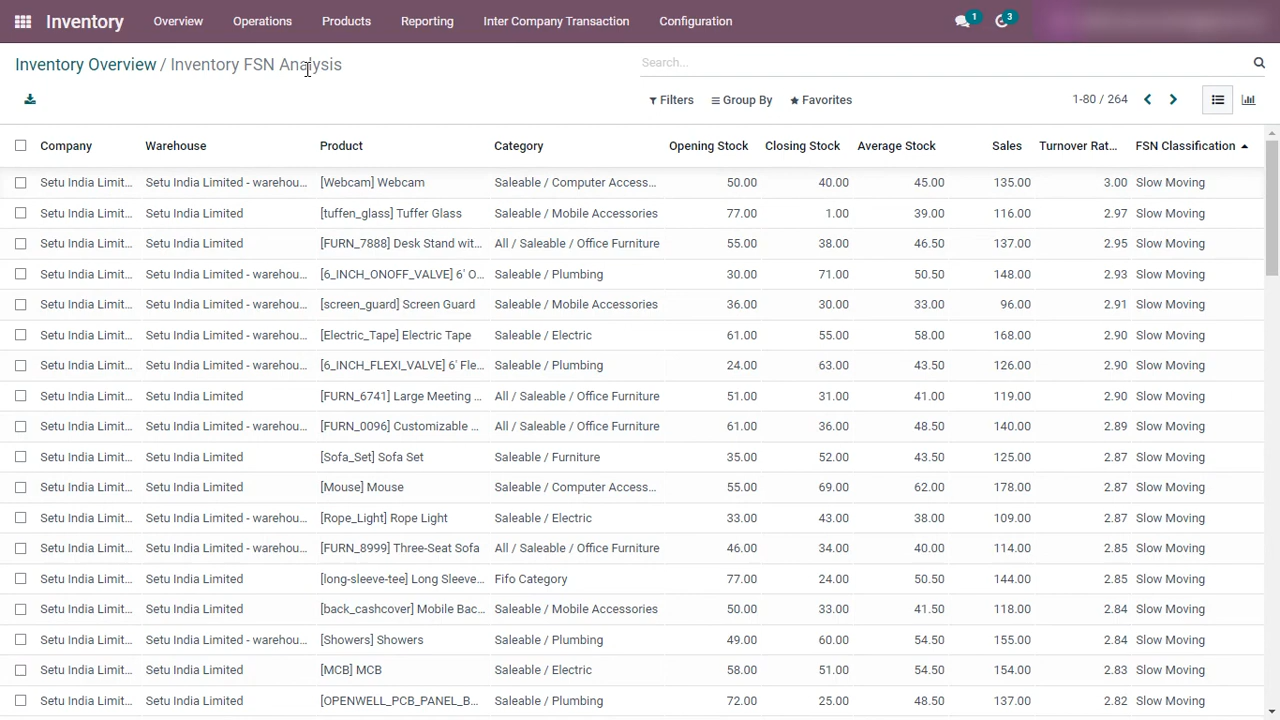 Inventory Overview Operations Products Reporting Inter Company Transaction Configuration 1 3
Inventory Overview / Inventory FSN Analysis Search...
Filters Group By Favorites 1-80 / 264
Company Warehouse Product Category Opening Stock Closing Stock Average Stock Sales Turnover Rat... FSN Classification
Setu India Limit... Setu India Limited - warehou... [Webcam] Webcam Saleable / Computer Access... 50.00 40.00 45.00 135.00 3.00 Slow Moving
Setu India Limit... Setu India Limited [tuffen_glass] Tuffer Glass Saleable / Mobile Accessories 77.00 1.00 39.00 116.00 2.97 Slow Moving
Setu India Limit... Setu India Limited [FURN_7888] Desk Stand wit... All / Saleable / Office Furniture 55.00 38.00 46.50 137.00 2.95 Slow Moving
Setu India Limit... Setu India Limited - warehou... [6_INCH_ONOFF_VALVE] 6' O... Saleable / Plumbing 30.00 71.00 50.50 148.00 2.93 Slow Moving
Setu India Limit... Setu India Limited - warehou... [screen_guard] Screen Guard Saleable / Mobile Accessories 36.00 30.00 33.00 96.00 2.91 Slow Moving
Setu India Limit... Setu India Limited - warehou... [Electric_Tape] Electric Tape Saleable / Electric 61.00 55.00 58.00 168.00 2.90 Slow Moving
Setu India Limit... Setu India Limited - warehou... [6_INCH_FLEXI_VALVE] 6' Fle... Saleable / Plumbing 24.00 63.00 43.50 126.00 2.90 Slow Moving
Setu India Limit... Setu India Limited [FURN_6741] Large Meeting ... All / Saleable / Office Furniture 51.00 31.00 41.00 119.00 2.90 Slow Moving
Setu India Limit... Setu India Limited - warehou... [FURN_0096] Customizable ... All / Saleable / Office Furniture 61.00 36.00 48.50 140.00 2.89 Slow Moving
Setu India Limit... Setu India Limited [Sofa_Set] Sofa Set Saleable / Furniture 35.00 52.00 43.50 125.00 2.87 Slow Moving
Setu India Limit... Setu India Limited [Mouse] Mouse Saleable / Computer Access... 55.00 69.00 62.00 178.00 2.87 Slow Moving
Setu India Limit... Setu India Limited - warehou... [Rope_Light] Rope Light Saleable / Electric 33.00 43.00 38.00 109.00 2.87 Slow Moving
Setu India Limit... Setu India Limited - warehou... [FURN_8999] Three-Seat Sofa All / Saleable / Office Furniture 46.00 34.00 40.00 114.00 2.85 Slow Moving
Setu India Limit... Setu India Limited [long-sleeve-tee] Long Sleeve... Fifo Category 77.00 24.00 50.50 144.00 2.85 Slow Moving
Setu India Limit... Setu India Limited [back_cashcover] Mobile Bac... Saleable / Mobile Accessories 50.00 33.00 41.50 118.00 2.84 Slow Moving
Setu India Limit... Setu India Limited - warehou... [Showers] Showers Saleable / Plumbing 49.00 60.00 54.50 155.00 2.84 Slow Moving
Setu India Limit... Setu India Limited [MCB] MCB Saleable / Electric 58.00 51.00 54.50 154.00 2.83 Slow Moving
Setu India Limit... Setu India Limited [OPENWELL_PCB_PANEL_B... Saleable / Plumbing 72.00 25.00 48.50 137.00 2.82 Slow Moving